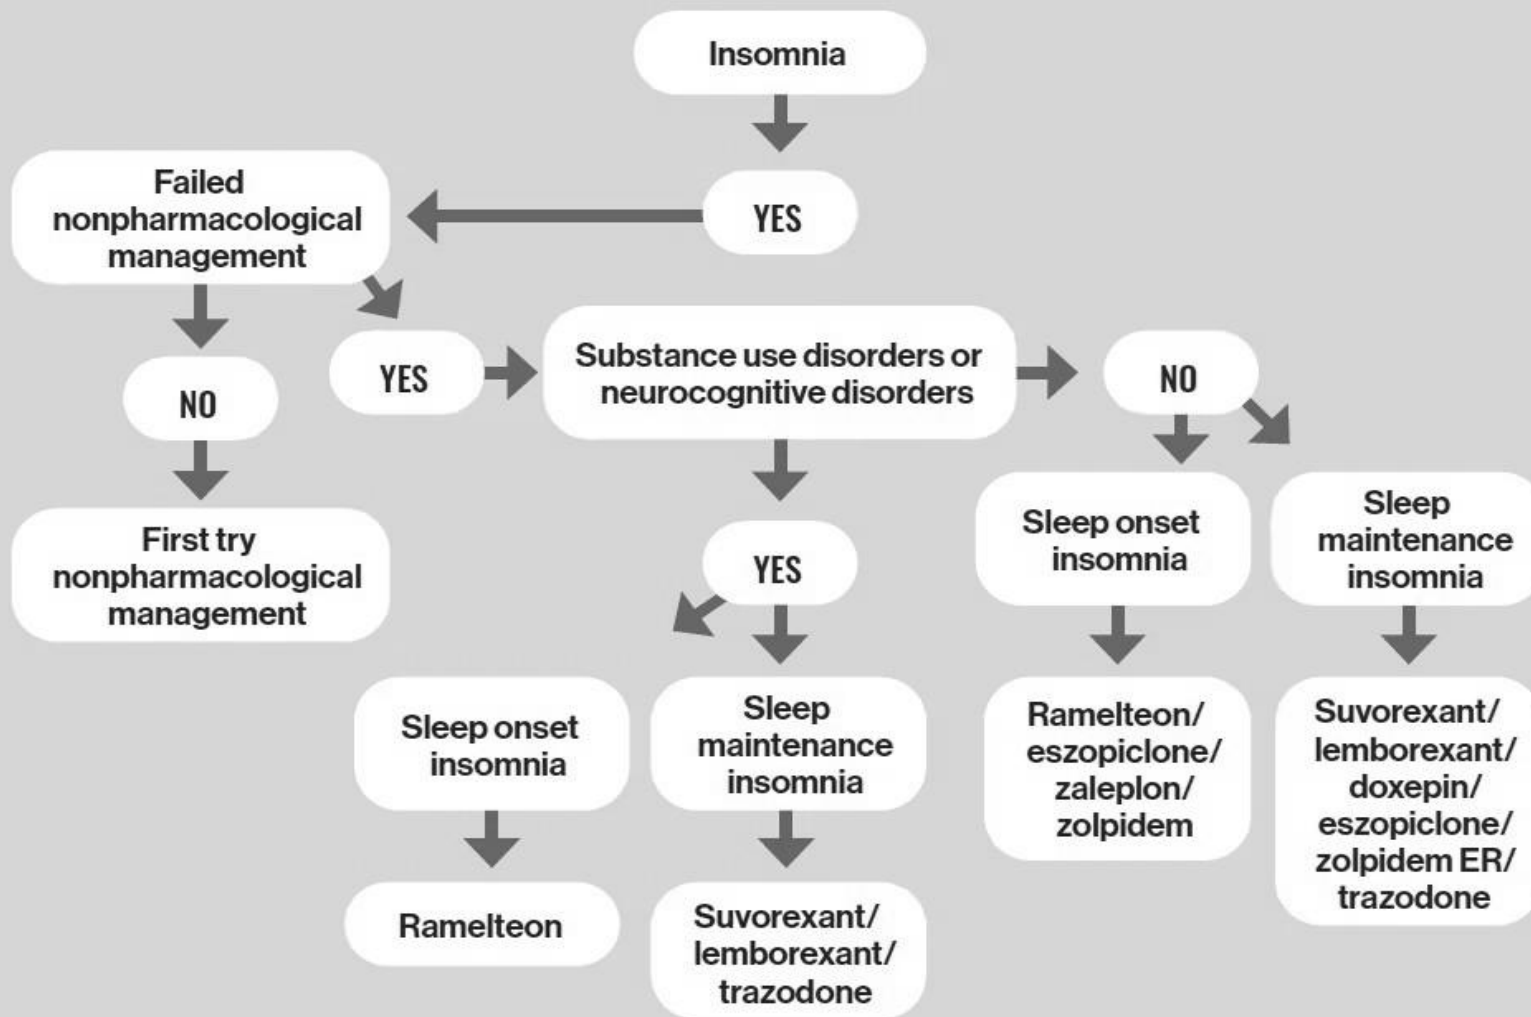 Insomnia
YES
Failed
nonpharmacological
management
NO
First try
nonpharmacological
management
YES
Substance use disorders or
neurocognitive disorders
YES
Sleep onset
insomnia
Ramelteon
Sleep
maintenance
insomnia
Suvorexant/
lemborexant/
trazodone
NO
Sleep onset
insomnia
Ramelteon/
eszopiclone/
zaleplon/
zolpidem
Sleep
maintenance
insomnia
Suvorexant/
lemborexant/
doxepin/
eszopiclone/
zolpidem ER/
trazodone